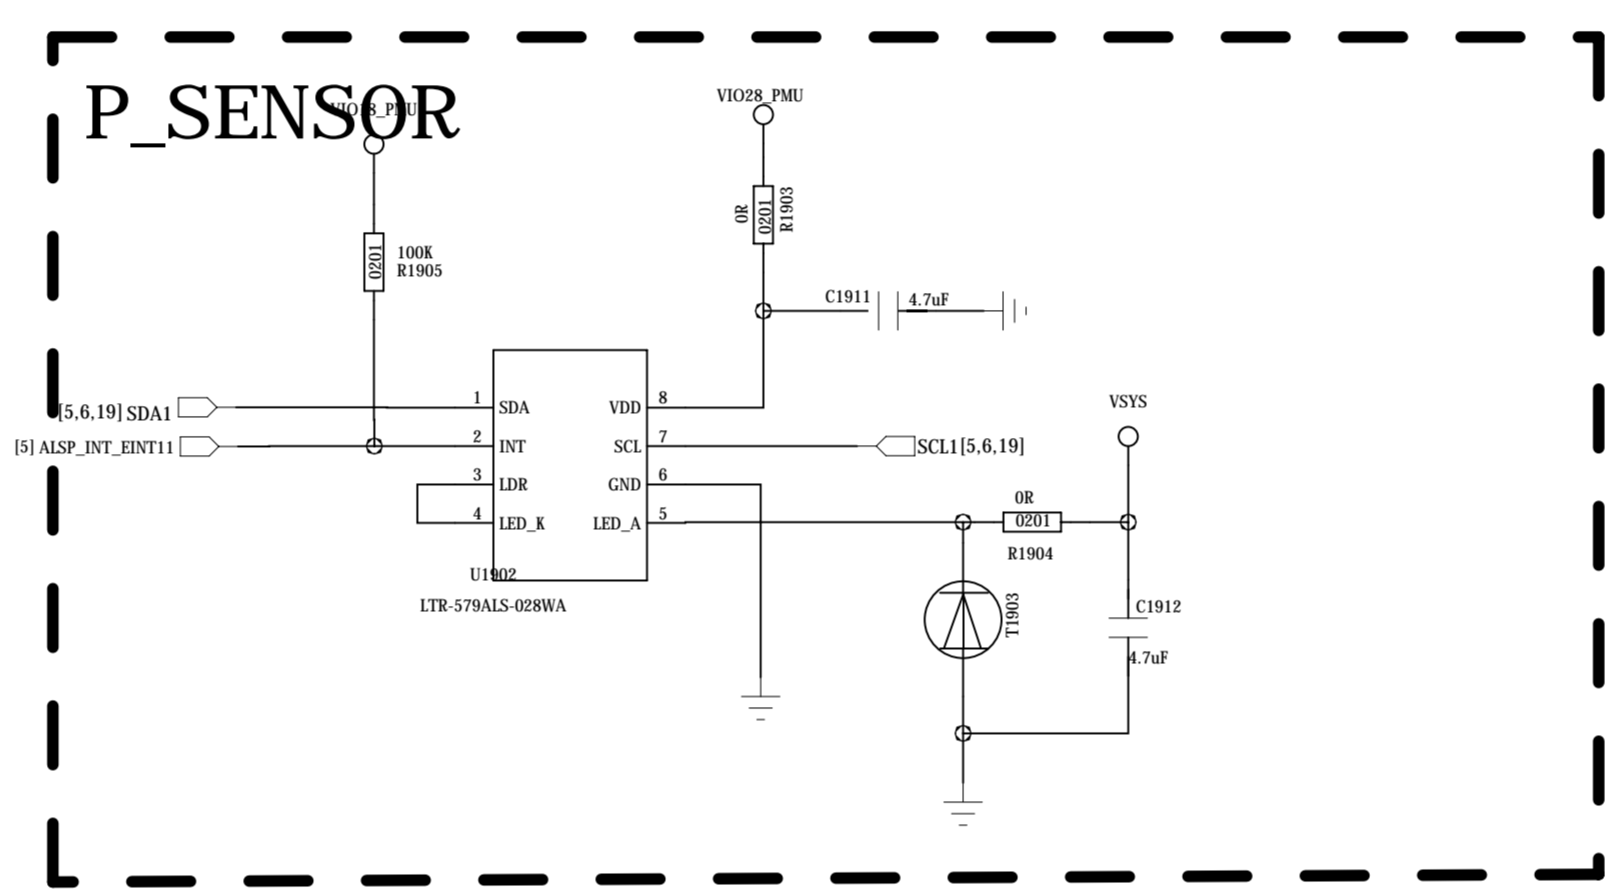 P_SENSOR
VIO18_PMU
VIO28_PMU
0R
0201
R1903
0201
100K
R1905
C1911
4.7uF
[5,6,19] SDA1
1
SDA
VDD
8
VSYS
[5] ALSP_INT_EINT11
2
INT
SCL
7
SCL1[5,6,19]
3
LDR
GND
6
4
LED_K
LED_A
5
0R
0201
R1904
U1902
LTR-579ALS-028WA
T1903
C1912
4.7uF